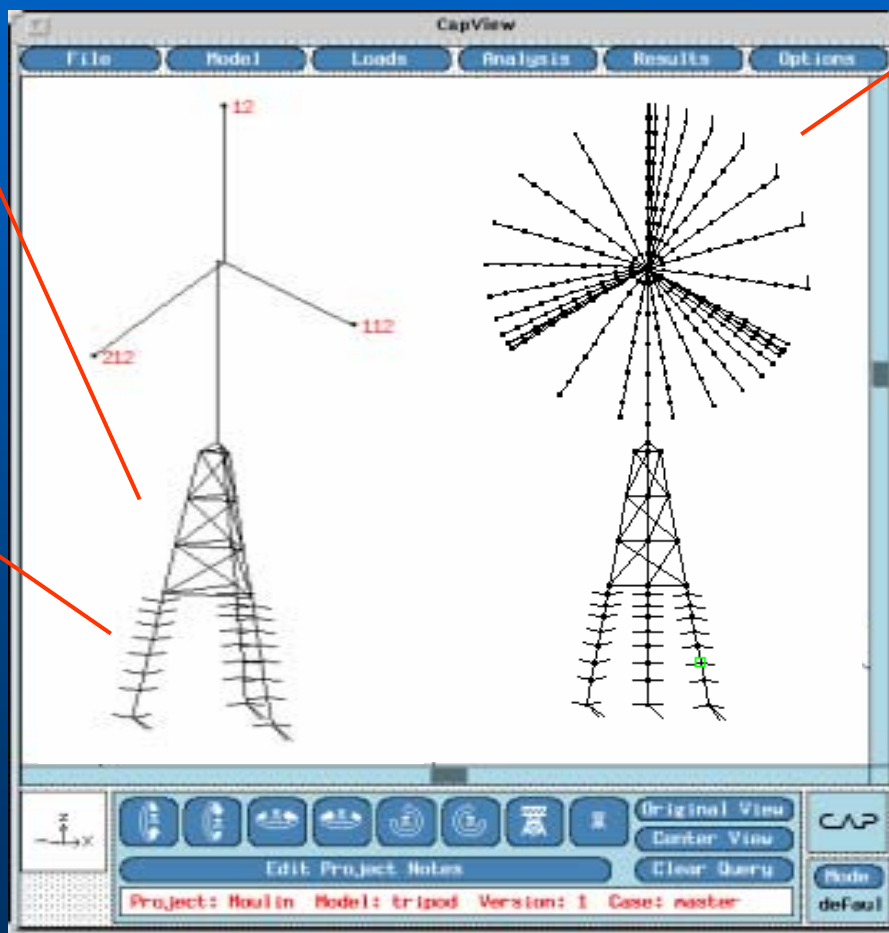 CapView
File Model Loads Analysis Results Options
12
112
212
Z
X
Original View
Center View
Edit Project Notes Clear Query
CAP
Mode
deFaul
Project: Moulin Model: tripod Version: 1 Case: master